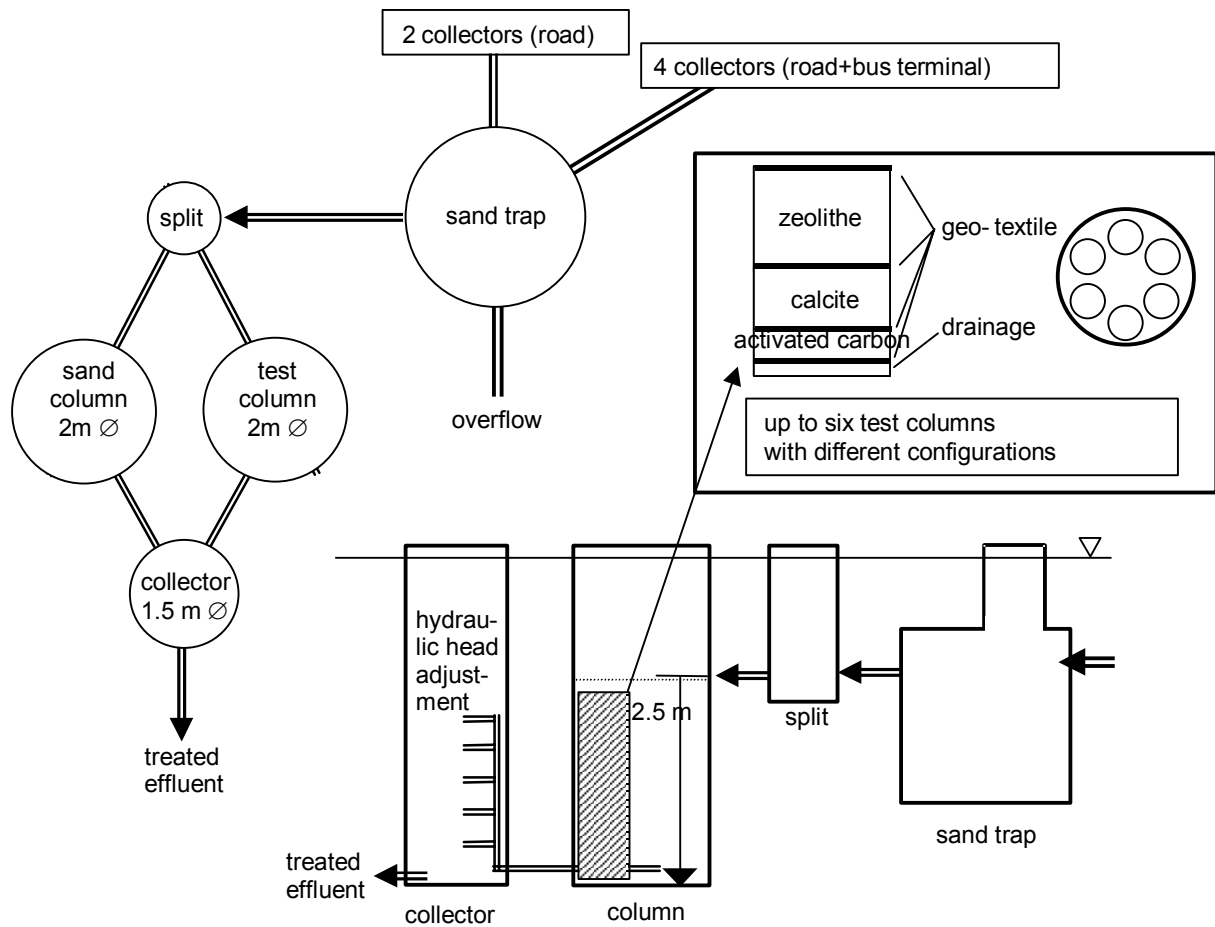 2 collectors (road)
4 collectors (road+bus terminal)
sand trap
split
sand
column
2m ∅
test
column
2m ∅
overflow
collector
1.5 m ∅
treated
effluent
zeolithe
calcite
activated carbon
geo- textile
drainage
up to six test columns
with different configurations
hydrau-
lic head
adjust-
ment
2.5 m
split
sand trap
treated
effluent
collector
column